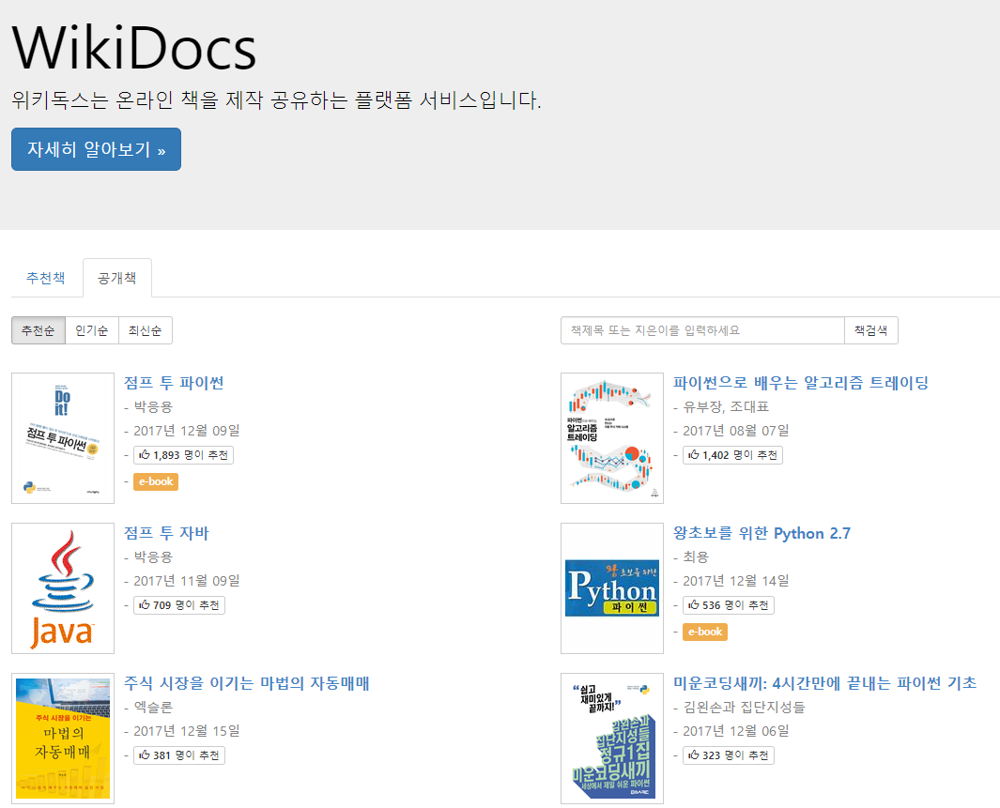 WikiDocs
위키독스는 온라인 책을 제작 공유하는 플랫폼 서비스입니다.
자세히 알아보기 »
추천책 공개책
추천순 인기순 최신순
책제목 또는 지은이를 입력하세요 책검색
Do it!
점프 투 파이썬
점프 투 파이썬
- 박응용
- 2017년 12월 09일
- 1,893 명이 추천
- e-book
파이썬으로 배우는
알고리즘
트레이딩
파이썬으로 배우는 알고리즘 트레이딩
- 유부장, 조대표
- 2017년 08월 07일
- 1,402 명이 추천
Java
점프 투 자바
- 박응용
- 2017년 11월 09일
- 709 명이 추천
왕초보를 위한
Python
파이썬
왕초보를 위한 Python 2.7
- 최용
- 2017년 12월 14일
- 536 명이 추천
- e-book
주식 시장을 이기는
마법의
자동매매
주식 시장을 이기는 마법의 자동매매
- 엑슬론
- 2017년 12월 15일
- 381 명이 추천
“쉽고
재미있게
끝까지!”
김왼손과
집단지성들
정규1집
미운코딩새끼
세상에서 제일 쉬운 파이썬
미운코딩새끼: 4시간만에 끝내는 파이썬 기초
- 김왼손과 집단지성들
- 2017년 12월 06일
- 323 명이 추천